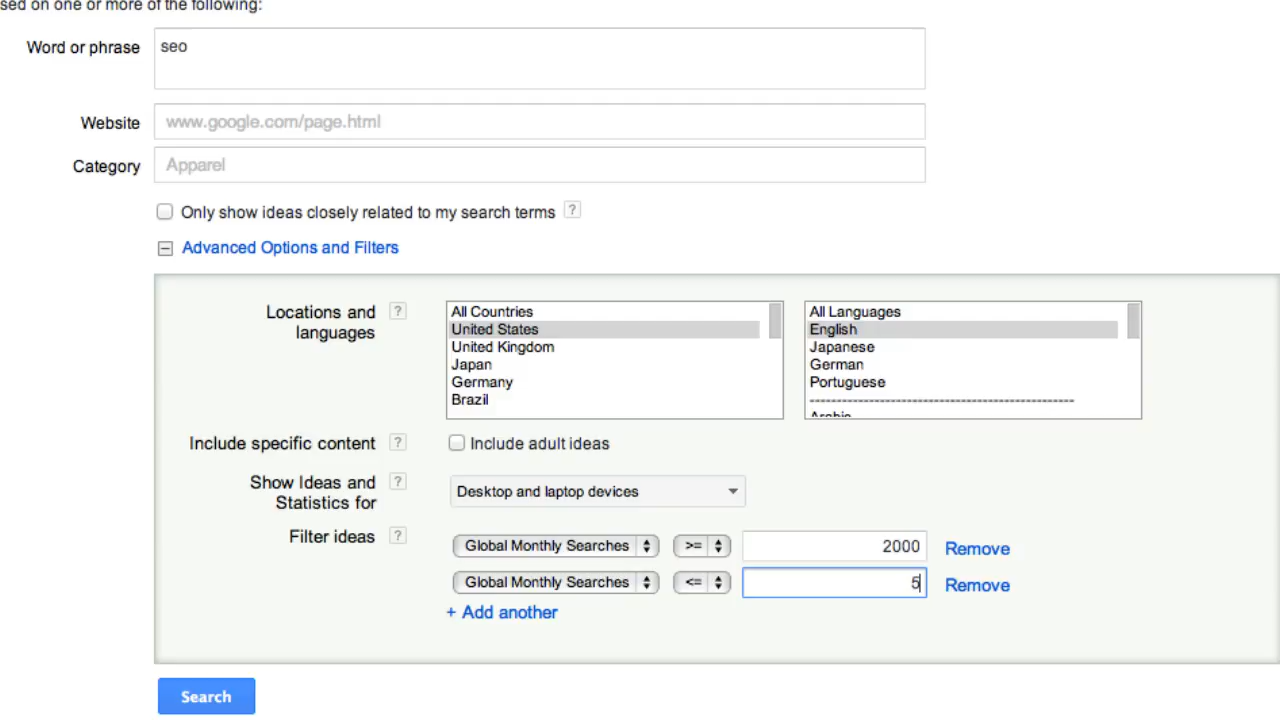 sed on one or more of the following:
Word or phrase seo
Website www.google.com/page.html
Category Apparel
Only show ideas closely related to my search terms ?
Advanced Options and Filters
Locations and languages ?
All Countries
United States
United Kingdom
Japan
Germany
Brazil
All Languages
English
Japanese
German
Portuguese
Arabic
Include specific content ? Include adult ideas
Show Ideas and Statistics for ? Desktop and laptop devices
Filter ideas ? Global Monthly Searches >= 2000 Remove
Global Monthly Searches <= 5 Remove
+ Add another
Search